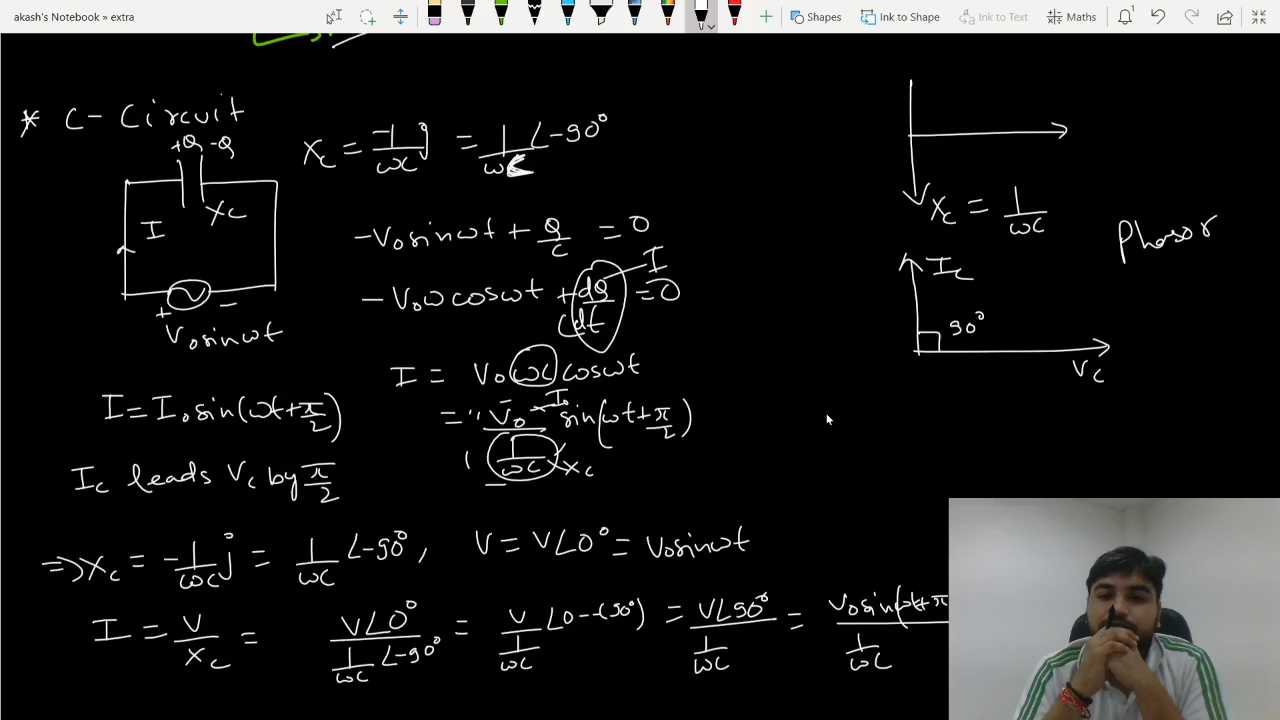 akash's Notebook » extra
Shapes Ink to Shape Ink to Text Maths
* C- Circuit
+Q -Q
Xc
I
+ -
V₀sinωt
Xc = -1/ωC j = 1/ωC ∠-90°
-V₀sinωt + Q/C = 0
-V₀ωcosωt + dQ/Cdt = 0
I
I = V₀ωC cosωt
= V₀/(1/ωC) sin(ωt+π/2)
I₀
Xc
I = I₀sin(ωt+π/2)
Ic leads Vc by π/2
Xc = 1/ωC
Phasor
Ic
90°
Vc
⇒ Xc = -1/ωC j = 1/ωC ∠-90°, V = V∠0° = V₀sinωt
I = V/Xc = V∠0°/(1/ωC ∠-90°) = V/(1/ωC) ∠0-(-90°) = V∠90°/(1/ωC) = V₀sin(ωt+π/(1/ωC)